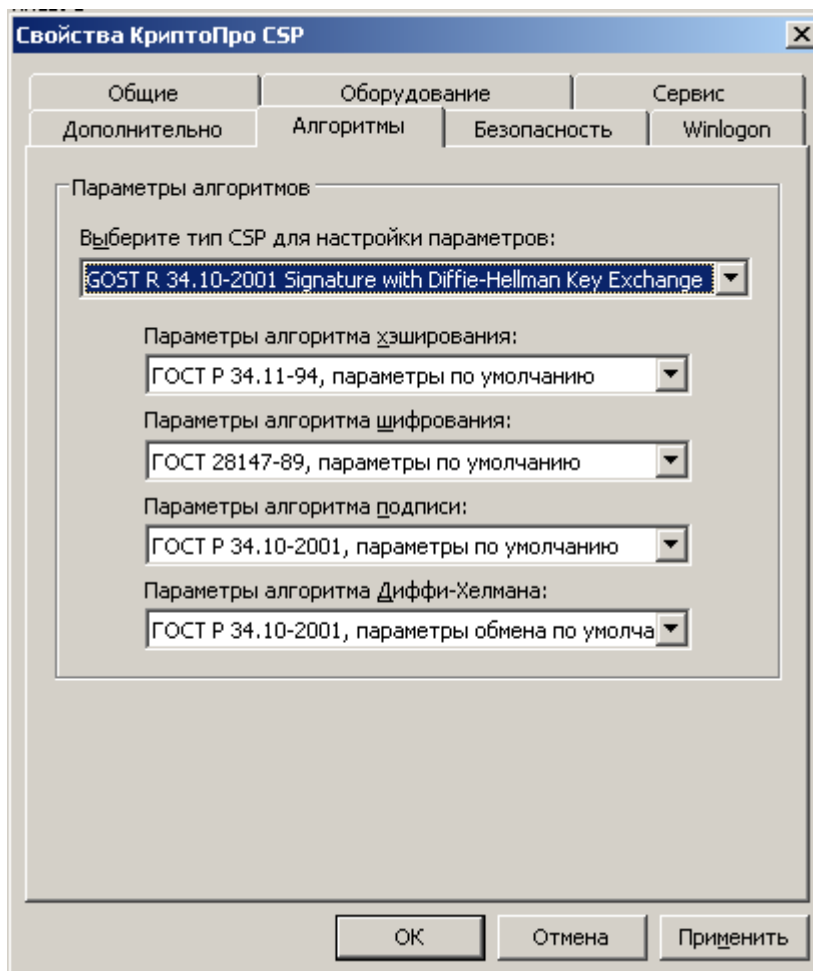 Свойства КриптоПро CSP
Общие
Оборудование
Сервис
Дополнительно
Алгоритмы
Безопасность
Winlogon
Параметры алгоритмов
Выберите тип CSP для настройки параметров:
GOST R 34.10-2001 Signature with Diffie-Hellman Key Exchange
Параметры алгоритма хэширования:
ГОСТ Р 34.11-94, параметры по умолчанию
Параметры алгоритма шифрования:
ГОСТ 28147-89, параметры по умолчанию
Параметры алгоритма подписи:
ГОСТ Р 34.10-2001, параметры по умолчанию
Параметры алгоритма Диффи-Хелмана:
ГОСТ Р 34.10-2001, параметры обмена по умолча
ОК
Отмена
Применить